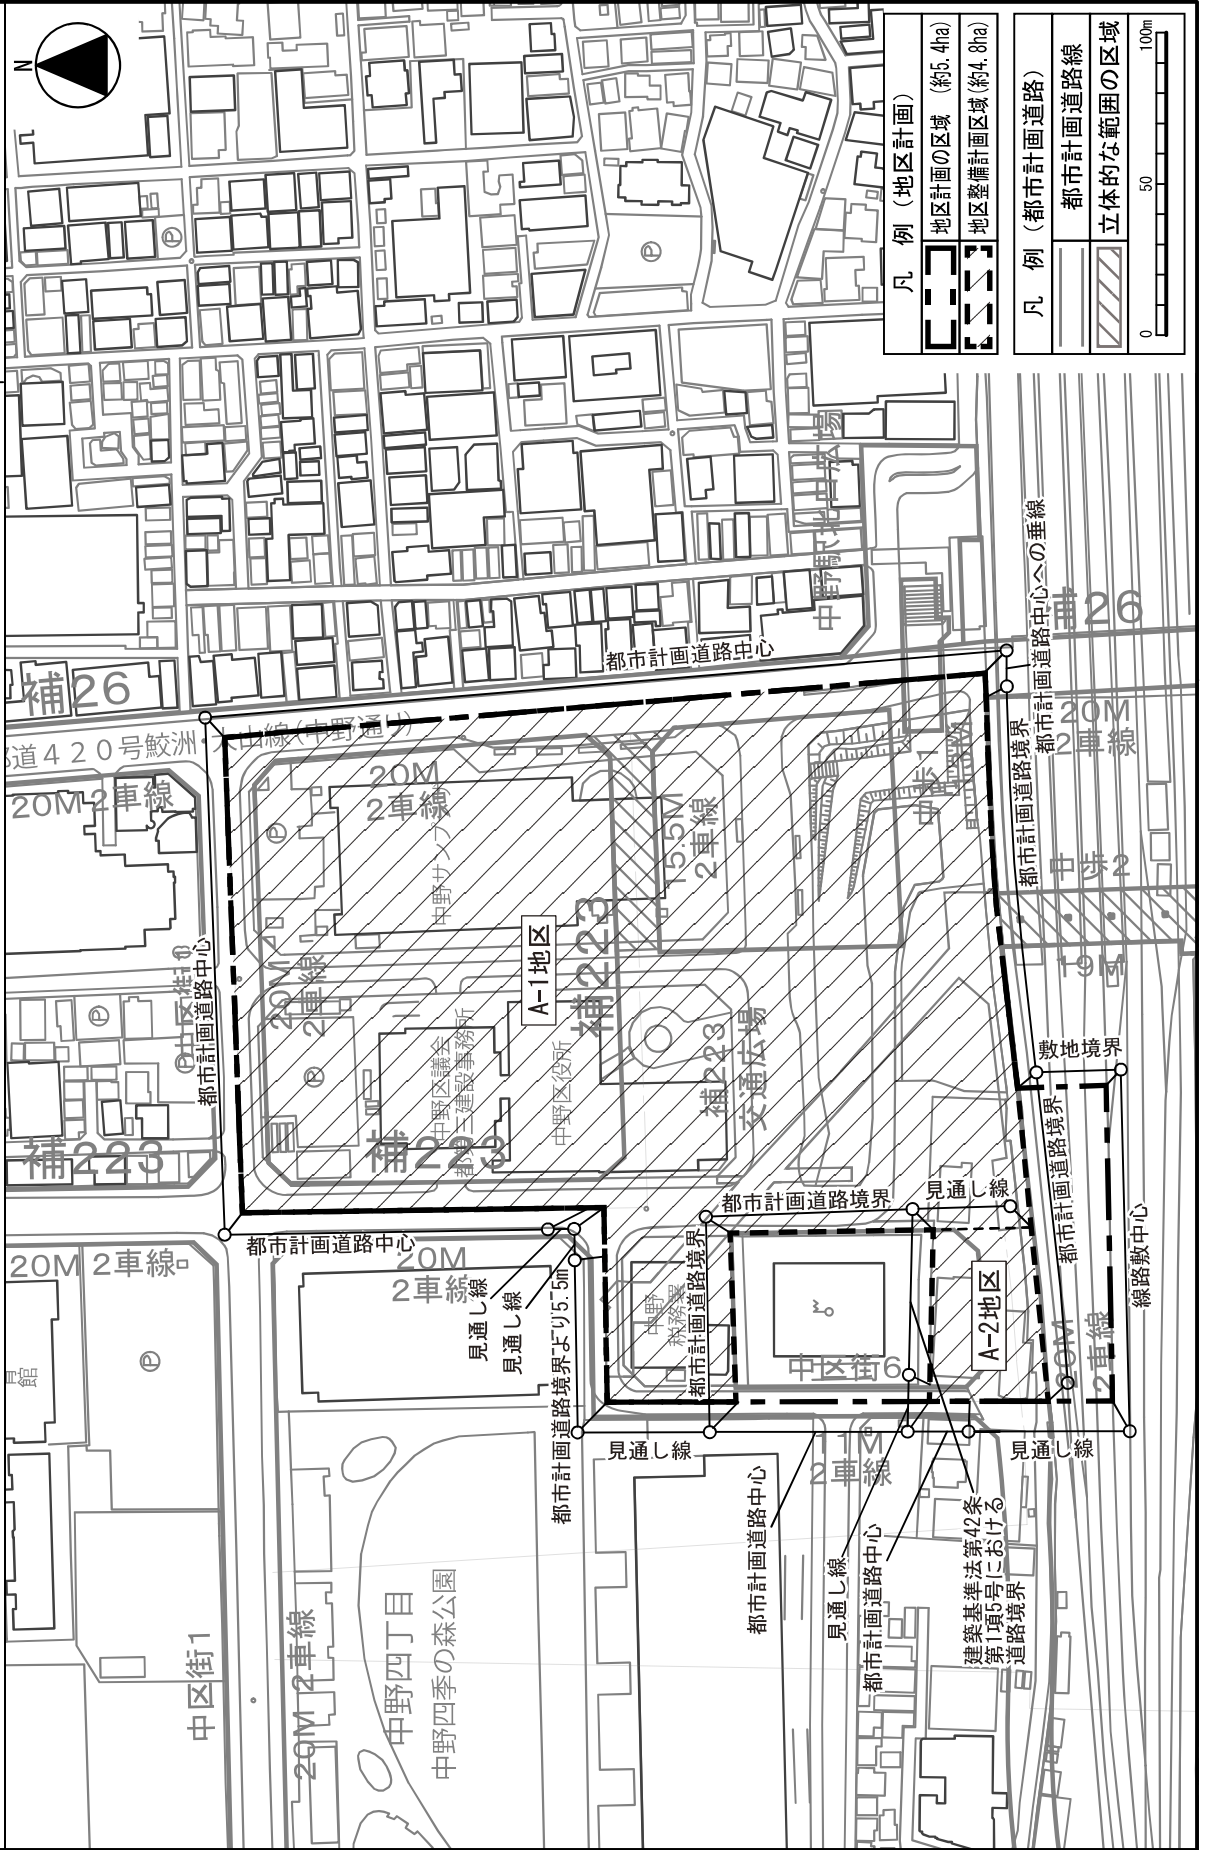 N
凡 例（地区計画）
地区計画の区域 （約5.4ha）
地区整備計画区域（約4.8ha）
凡 例（都市計画道路）
都市計画道路線
立体的な範囲の区域
0 50 100m
補26
道420号鮫洲・大山線(中野通り)
20M 2車線
都市計画道路中心
都市計画道路中心
中野駅北口広場
都市計画道路中心への垂線
補26
20M
2車線
都市計画道路境界
中歩1
中歩2
19M
20M
2車線
中野サンプラザ
15.5M
2車線
A-1地区
補223
20M
2車線
中野区議会
都第三建設事務所
中野区役所
補223
補223
交通広場
補223
敷地境界
都市計画道路境界
線路敷中心
都市計画道路境界
見通し線
都市計画道路中心
20M 2車線
20M
2車線
見通し線
見通し線
都市計画道路境界より5.5m
中野
税務署
都市計画道路境界
中区街6
A-2地区
20M
2車線
見通し線
見通し線
11M
2車線
都市計画道路中心
見通し線
都市計画道路中心
建築基準法第42条
第1項5号における
道路境界
中区街1
20M 2車線
中野四丁目
中野四季の森公園
館
P
P
P
P
P
P
P